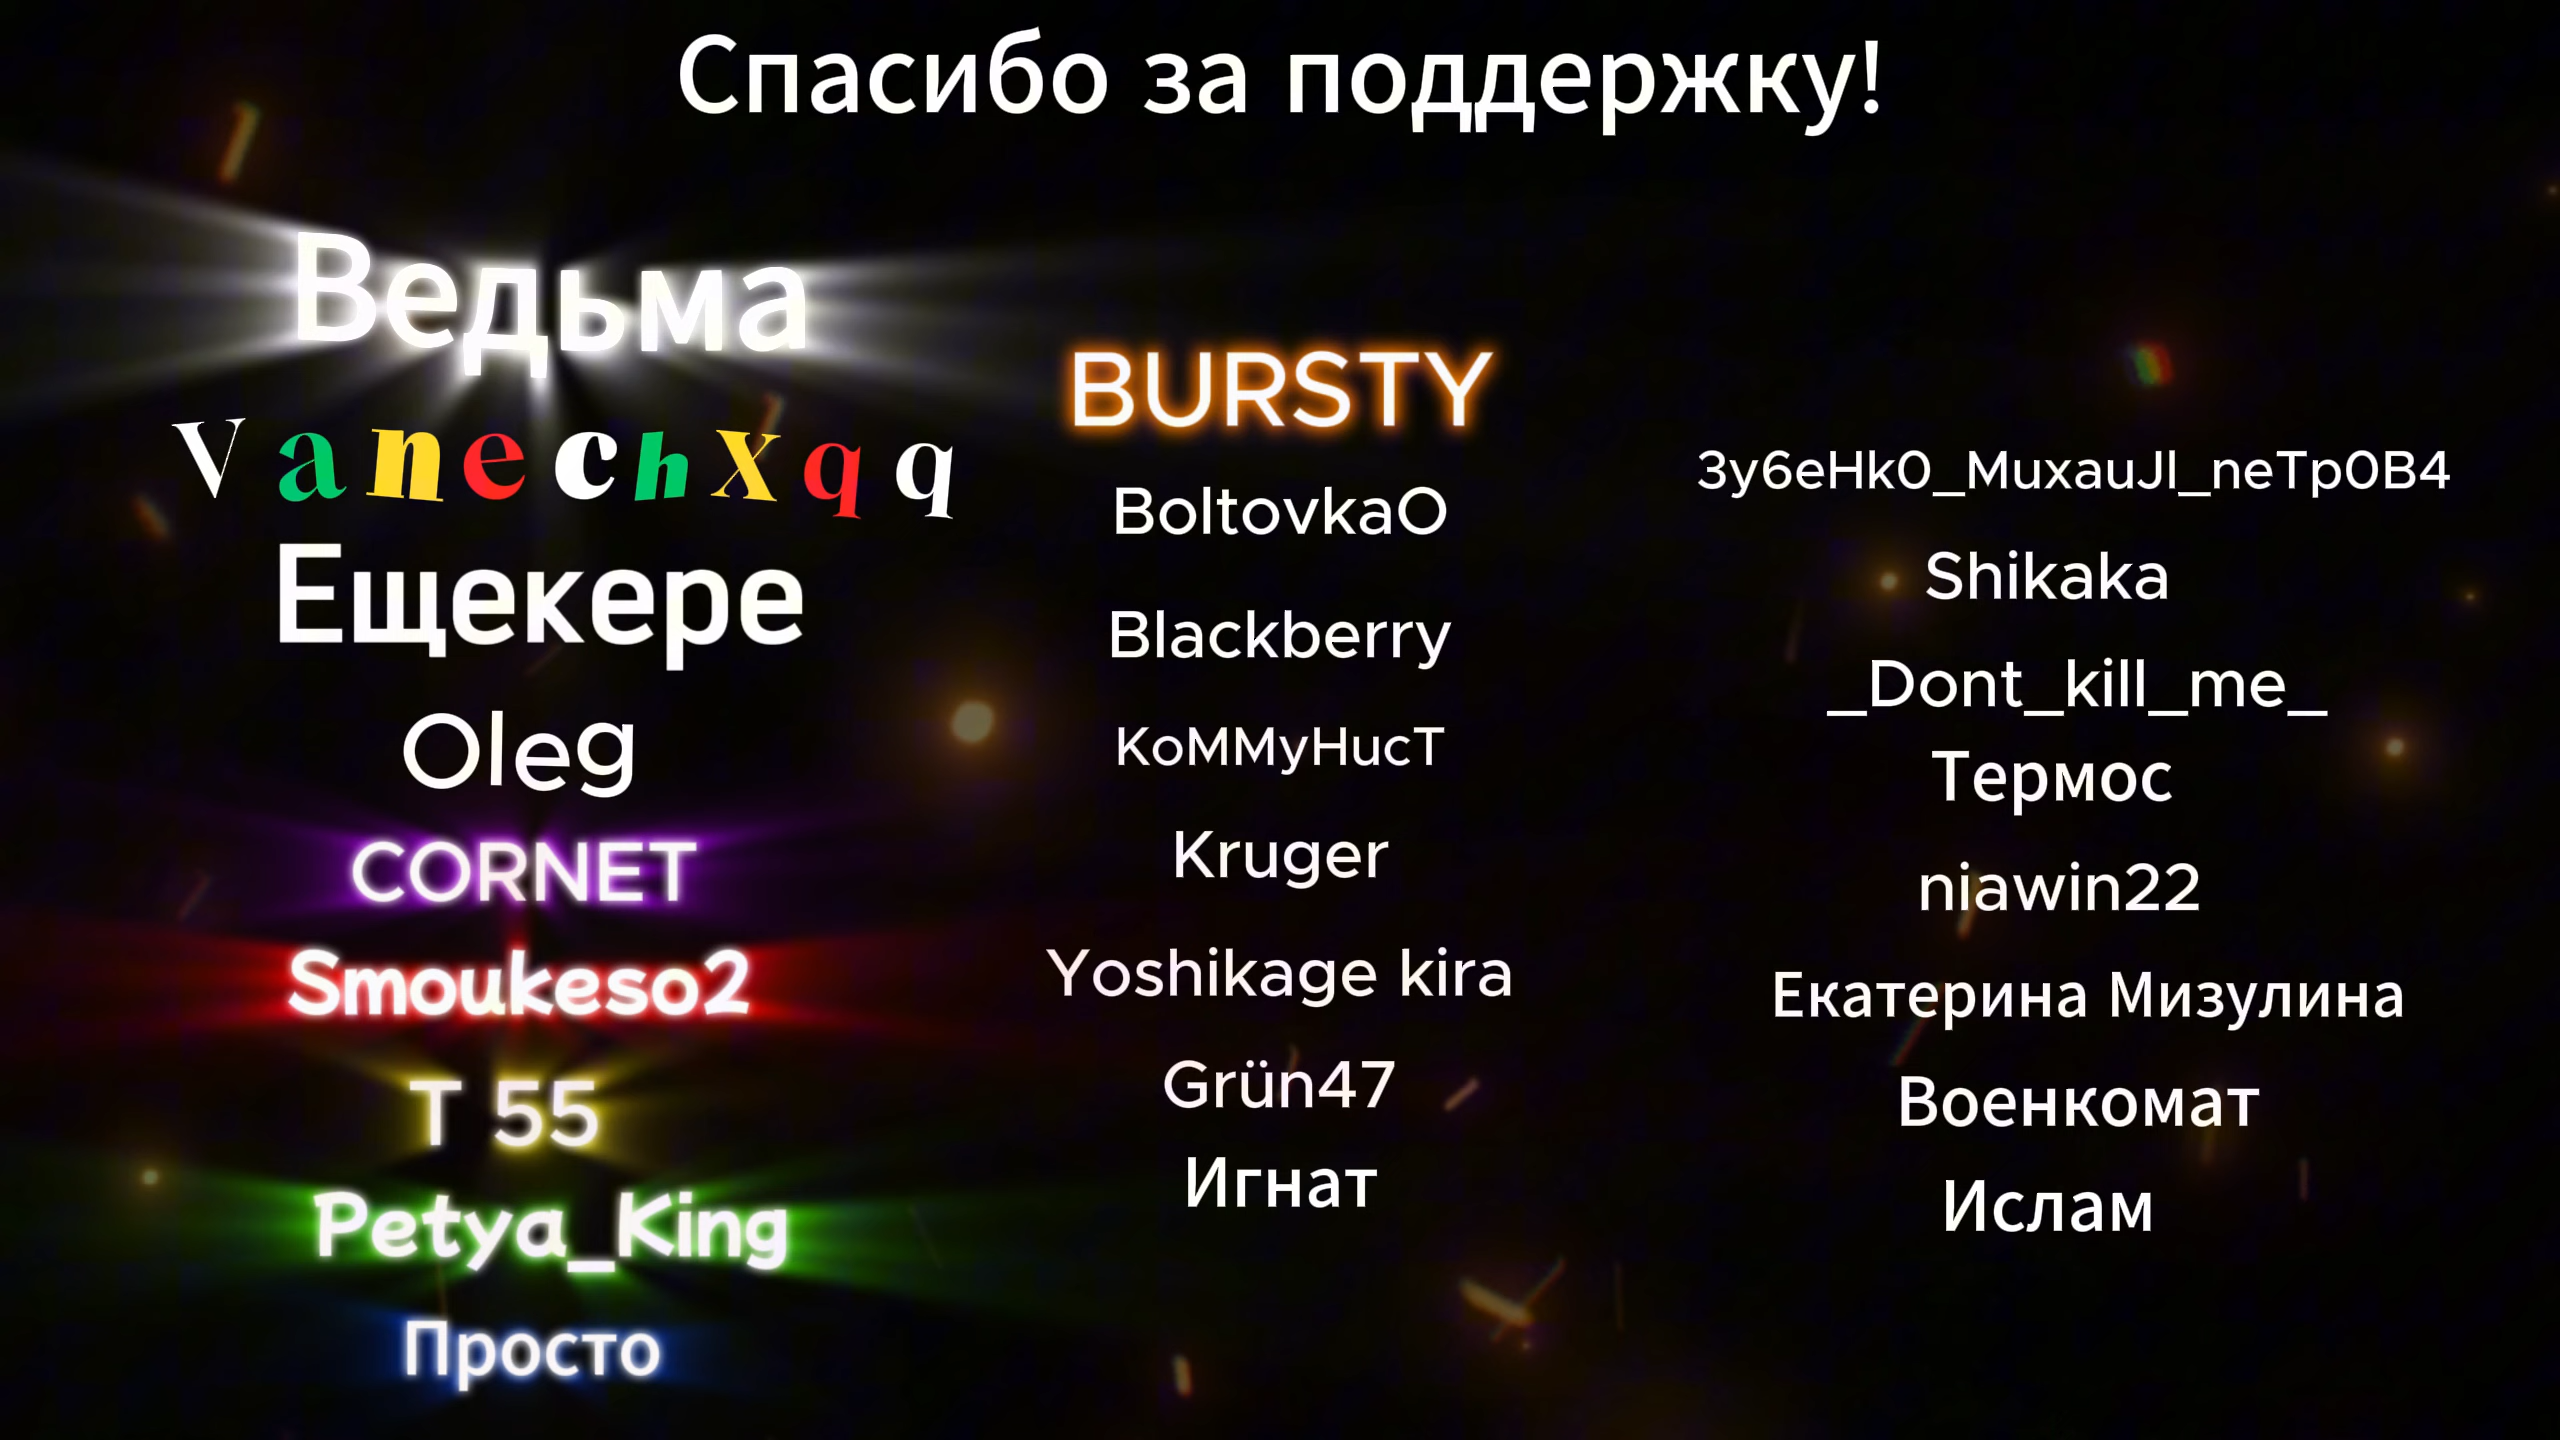 Спасибо за поддержку!
Ведьма
VanechXqq
Ещекере
Oleg
CORNET
Smoukeso2
T 55
Petya_King
Просто
BURSTY
BoltovkaO
Blackberry
KoMMyHucT
Kruger
Yoshikage kira
Grün47
Игнат
3y6eHk0_MuxauJl_neTp0B4
Shikaka
_Dont_kill_me_
Термос
niawin22
Екатерина Мизулина
Военкомат
Ислам